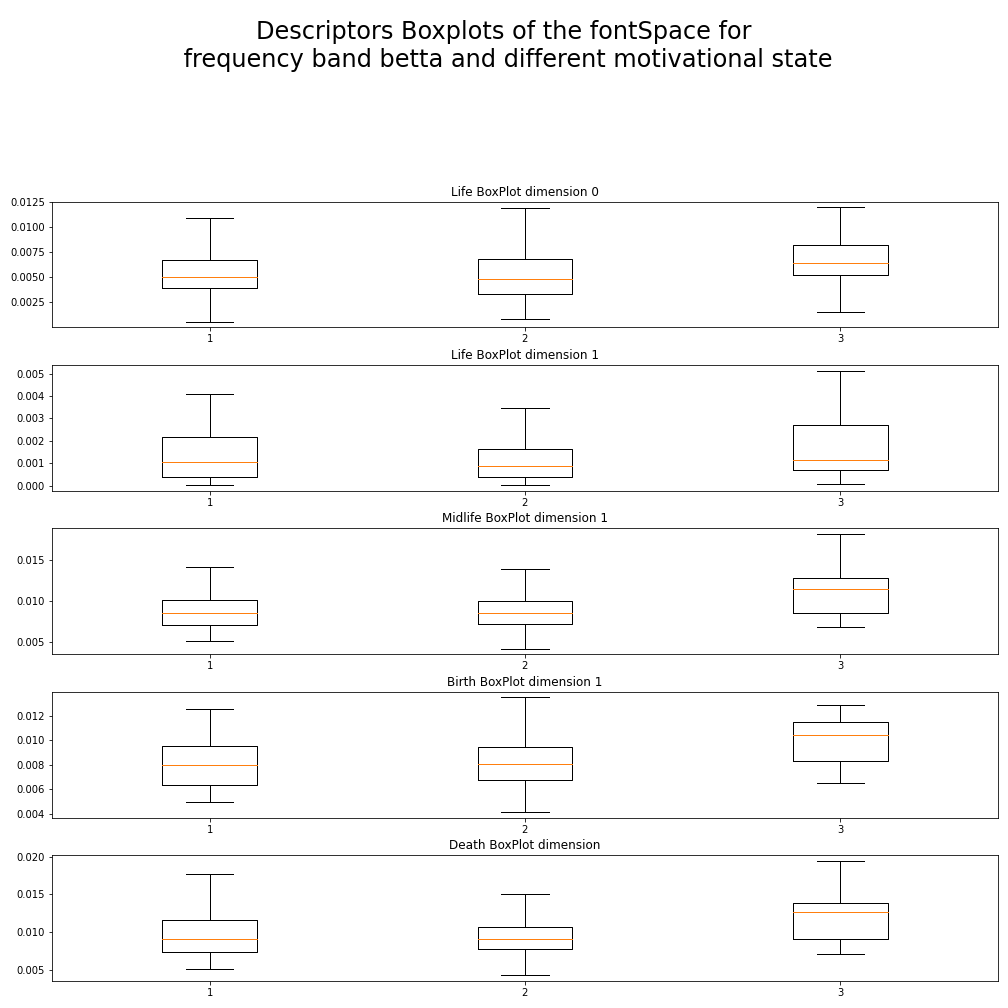 Descriptors Boxplots of the fontSpace for
frequency band betta and different motivational state
Life BoxPlot dimension 0
0.0125
0.0100
0.0075
0.0050
0.0025
1 2 3
Life BoxPlot dimension 1
0.005
0.004
0.003
0.002
0.001
0.000
1 2 3
Midlife BoxPlot dimension 1
0.015
0.010
0.005
1 2 3
Birth BoxPlot dimension 1
0.012
0.010
0.008
0.006
0.004
1 2 3
Death BoxPlot dimension
0.020
0.015
0.010
0.005
1 2 3